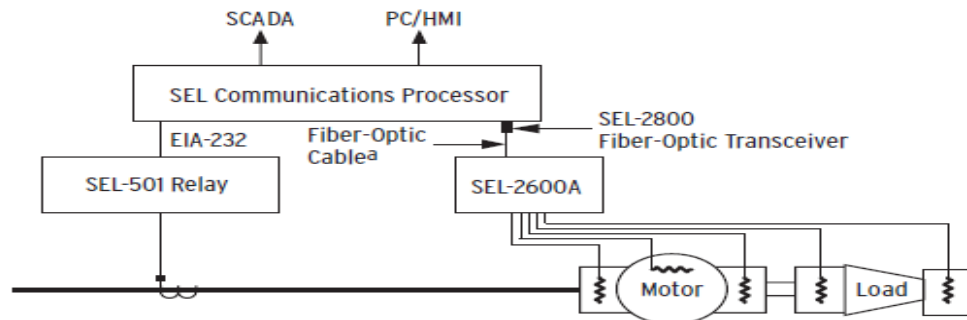 SCADA
PC/HMI
SEL Communications Processor
SEL-2800
Fiber-Optic Transceiver
EIA-232
Fiber-Optic
Cableª
SEL-501 Relay
SEL-2600A
Motor
Load